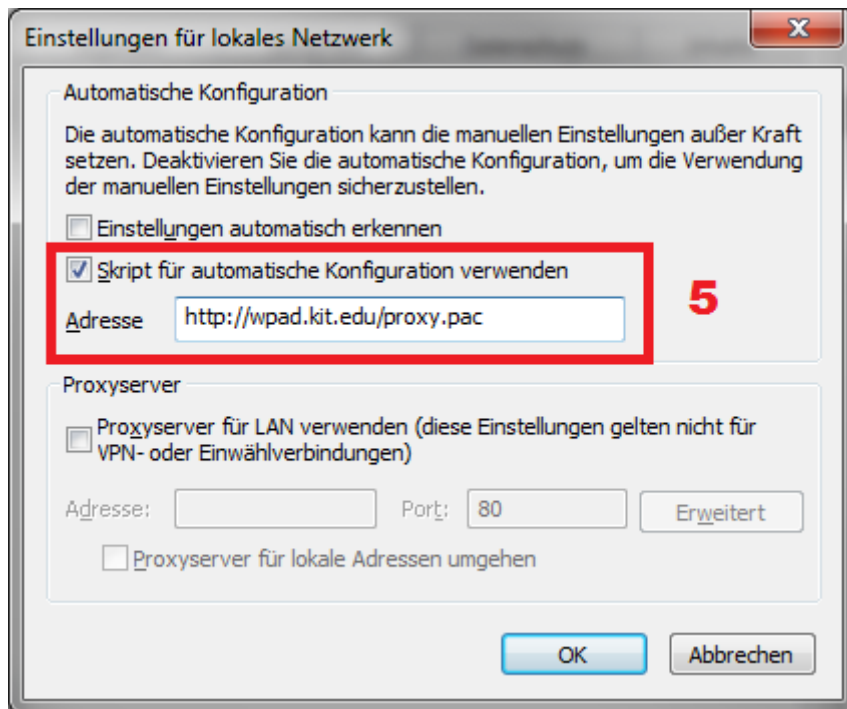 Einstellungen für lokales Netzwerk
X
Automatische Konfiguration
Die automatische Konfiguration kann die manuellen Einstellungen außer Kraft
setzen. Deaktivieren Sie die automatische Konfiguration, um die Verwendung
der manuellen Einstellungen sicherzustellen.
Einstellungen automatisch erkennen
Skript für automatische Konfiguration verwenden
Adresse http://wpad.kit.edu/proxy.pac
5
Proxyserver
Proxyserver für LAN verwenden (diese Einstellungen gelten nicht für
VPN- oder Einwählverbindungen)
Adresse: Port: 80 Erweitert
Proxyserver für lokale Adressen umgehen
OK Abbrechen